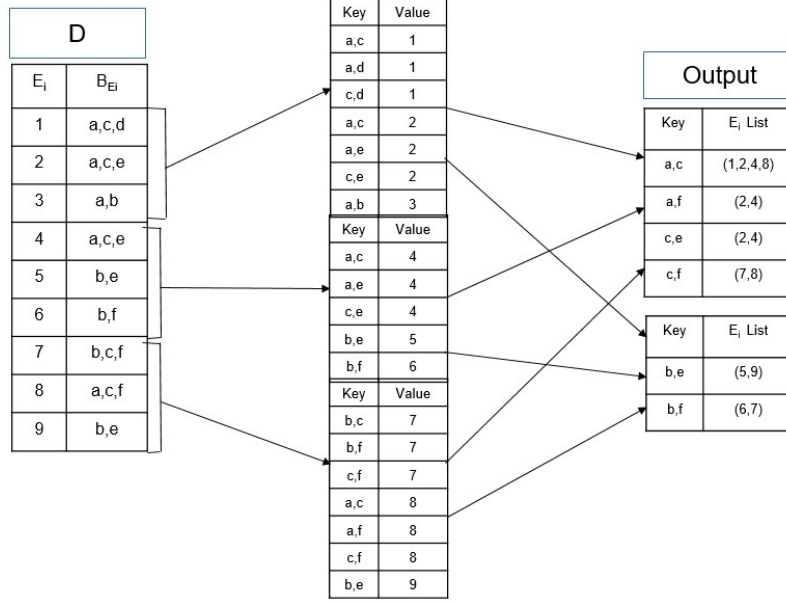 D
Ei BEi
1 a,c,d
2 a,c,e
3 a,b
4 a,c,e
5 b,e
6 b,f
7 b,c,f
8 a,c,f
9 b,e
Key Value
a,c 1
a,d 1
c,d 1
a,c 2
a,e 2
c,e 2
a,b 3
Key Value
a,c 4
a,e 4
c,e 4
b,e 5
b,f 6
Key Value
b,c 7
b,f 7
c,f 7
a,c 8
a,f 8
c,f 8
b,e 9
Output
Key Ei List
a,c (1,2,4,8)
a,f (2,4)
c,e (2,4)
c,f (7,8)
Key Ei List
b,e (5,9)
b,f (6,7)